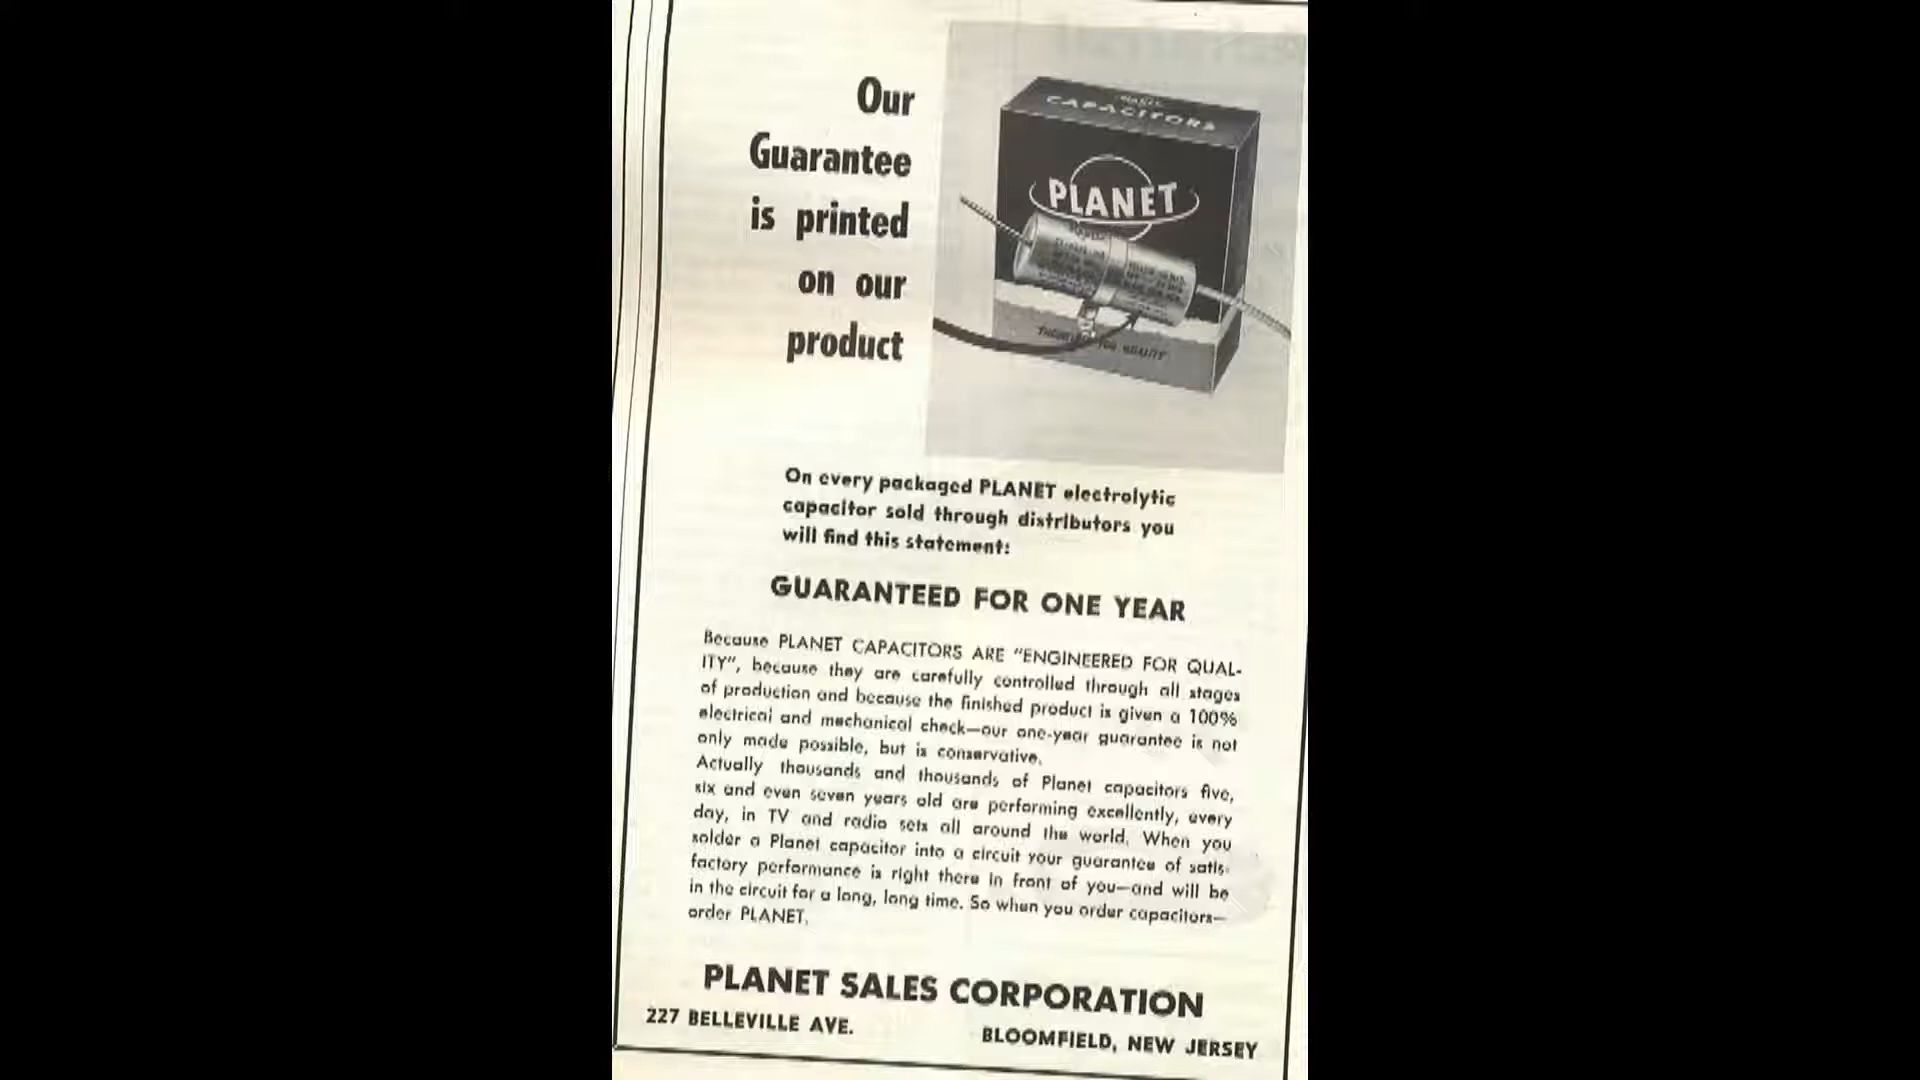 Our
Guarantee
is printed
on our
product
CAPACITORS
PLANET
On every packaged PLANET electrolytic
capacitor sold through distributors you
will find this statement:
GUARANTEED FOR ONE YEAR
Because PLANET CAPACITORS ARE "ENGINEERED FOR QUAL-
ITY", because they are carefully controlled through all stages
of production and because the finished product is given a 100%
electrical and mechanical check—our one-year guarantee is not
only made possible, but is conservative.
Actually thousands and thousands of Planet capacitors five,
six and even seven years old are performing excellently, every
day, in TV and radio sets all around the world. When you
solder a Planet capacitor into a circuit your guarantee of satis-
factory performance is right there in front of you—and will be
in the circuit for a long, long time. So when you order capacitors—
order PLANET.
PLANET SALES CORPORATION
227 BELLEVILLE AVE.
BLOOMFIELD, NEW JERSEY